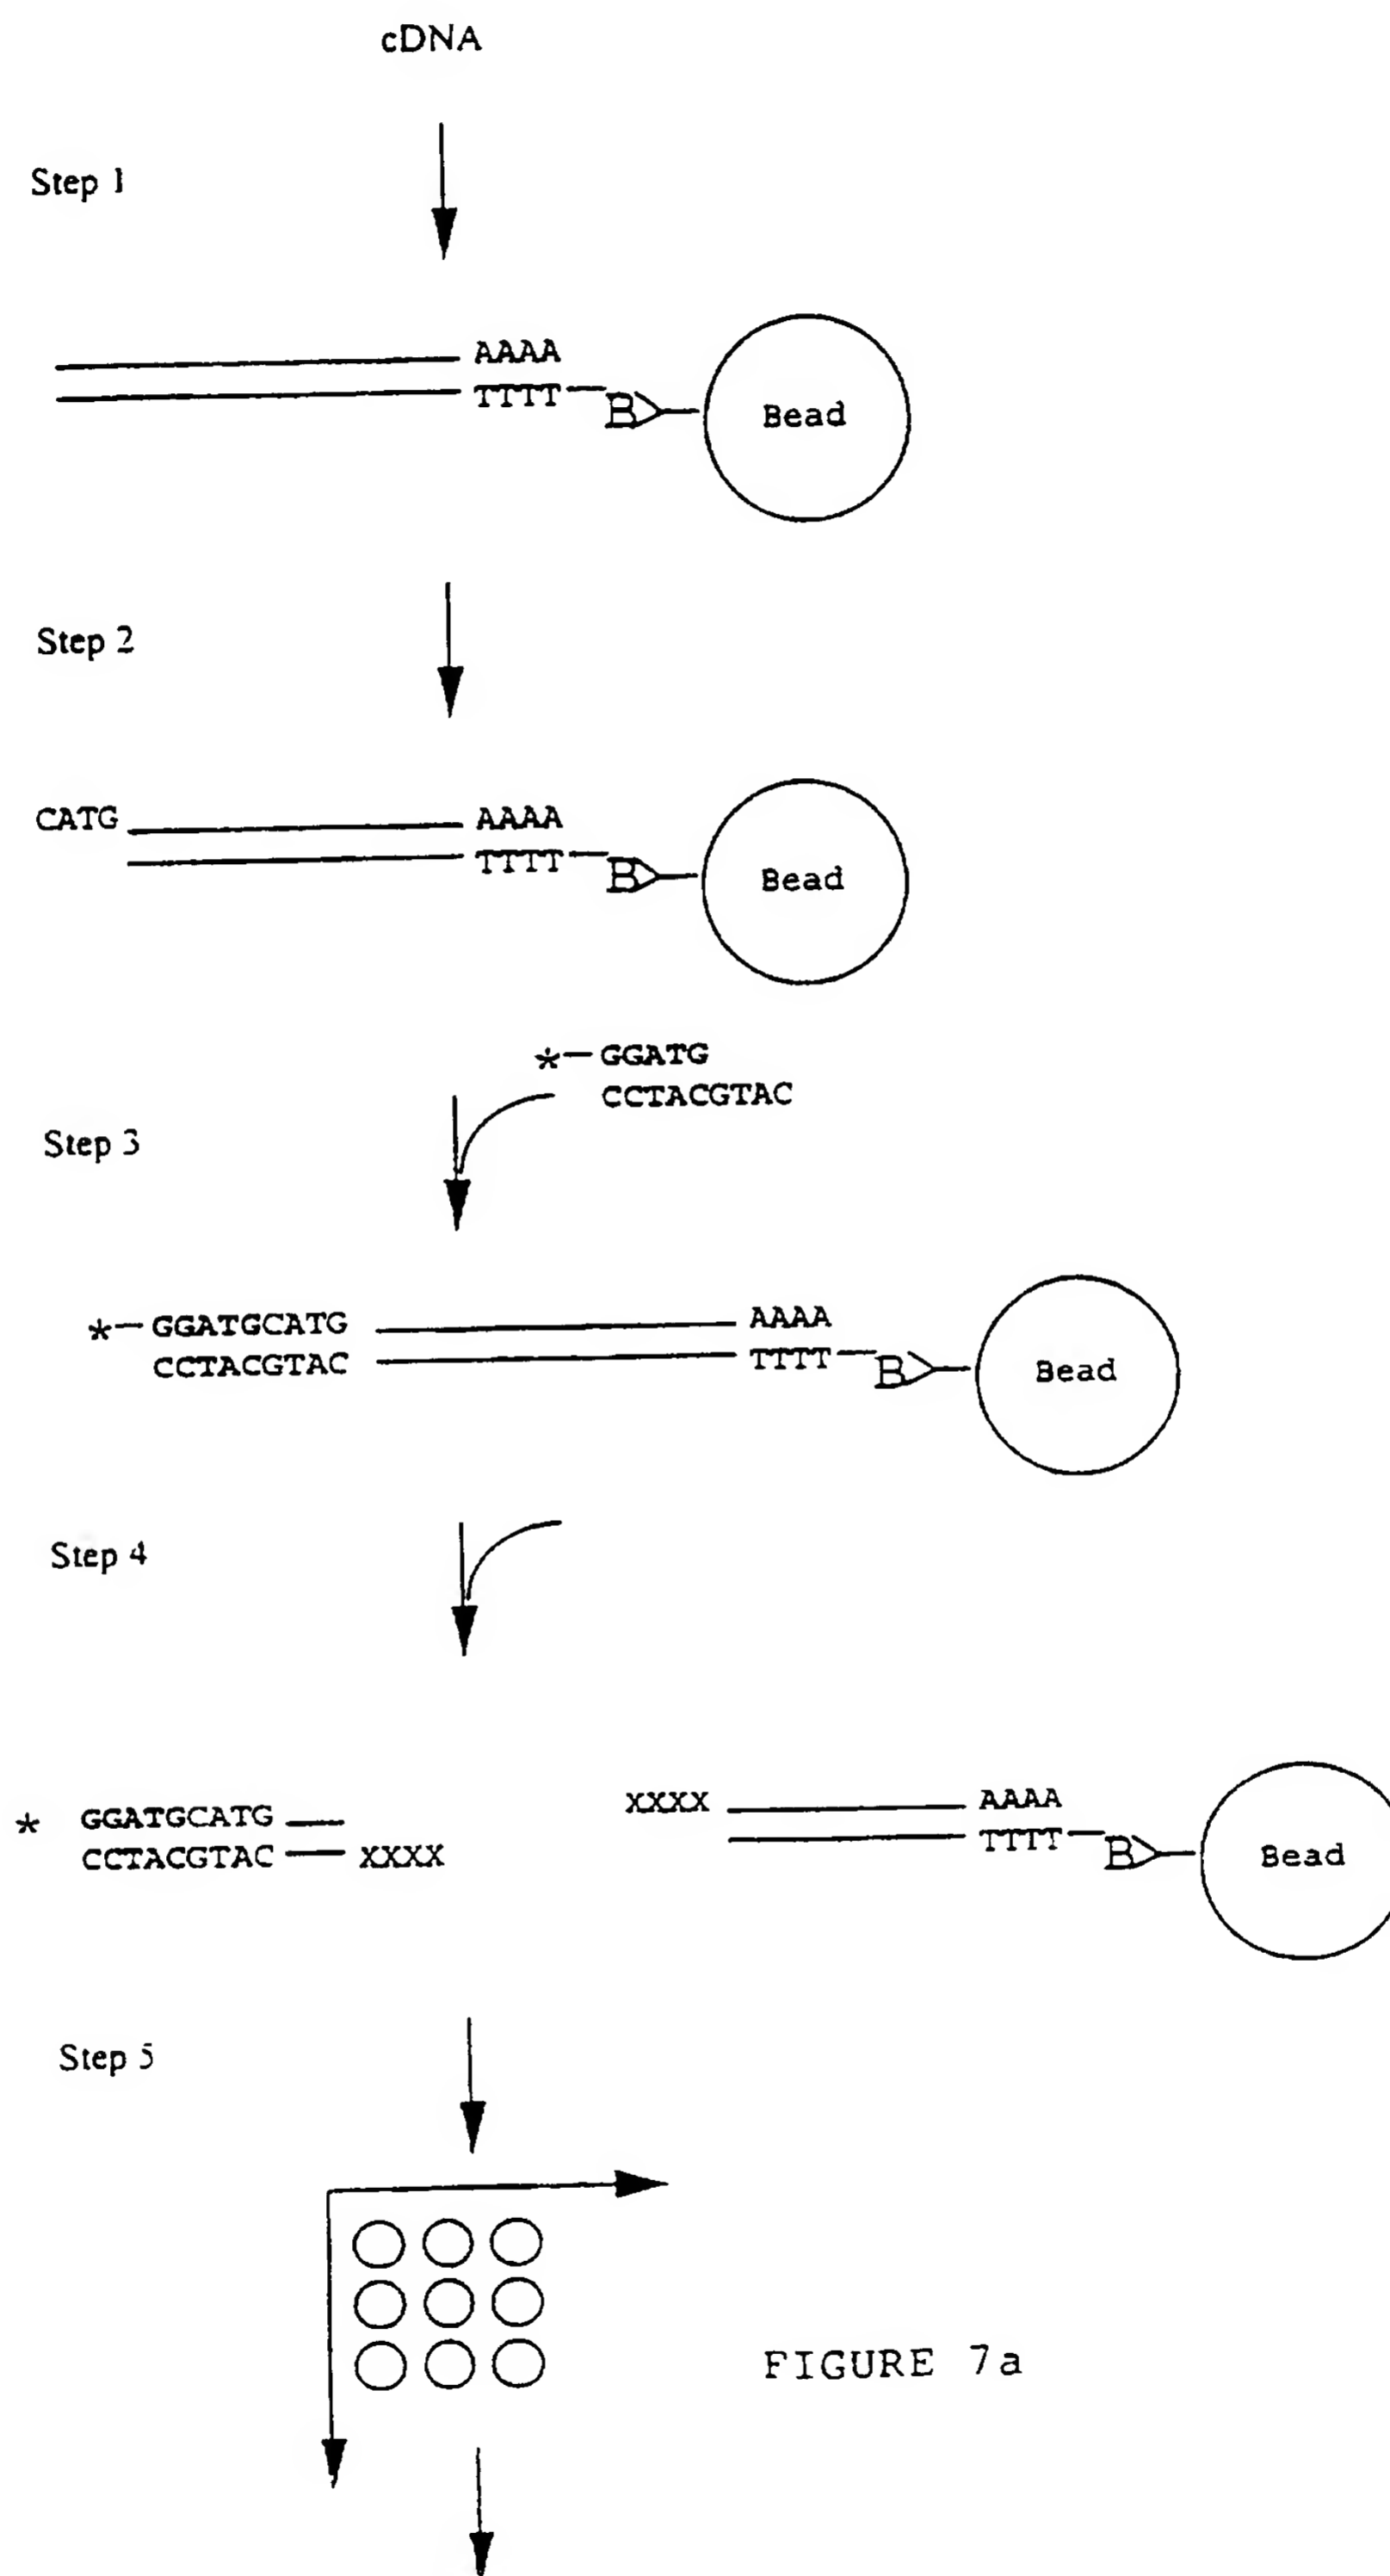 cDNA
Step 1
AAAA
TTTT B Bead
Step 2
CATG AAAA
TTTT B Bead
*—GGATG
CCTACGTAC
Step 3
*—GGATGCATG AAAA
CCTACGTAC TTTT B Bead
Step 4
* GGATGCATG XXXX AAAA
CCTACGTAC XXXX TTTT B Bead
Step 5
FIGURE 7a